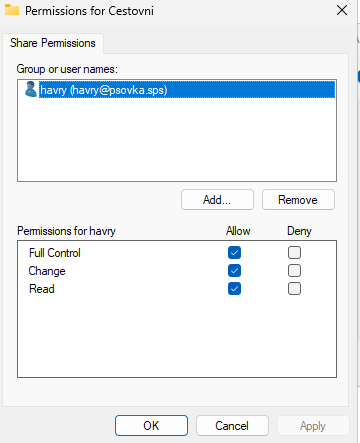 Permissions for Cestovni
Share Permissions
Group or user names:
havry (havry@psovka.sps)
Add...
Remove
Permissions for havry
Allow
Deny
Full Control
Change
Read
OK
Cancel
Apply